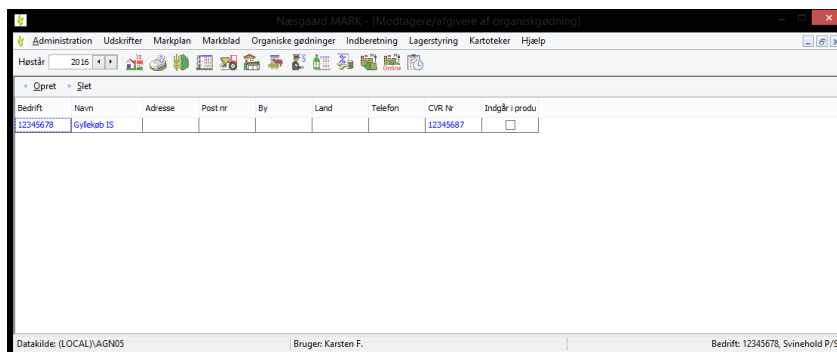 Næsgaard MARK - [Modtagere/afgivere af organiskgødning]
Administration Udskrifter Markplan Markblad Organiske gødninger Indberetning Lagerstyring Kartoteker Hjælp
Høstår 2016 Online
Opret Slet
Bedrift Navn Adresse Post nr By Land Telefon CVR Nr Indgår i produ
12345678 Gyllekøb IS 12345687
Datakilde: (LOCAL)\AGN05 Bruger: Karsten F. Bedrift: 12345678, Svinehold P/S